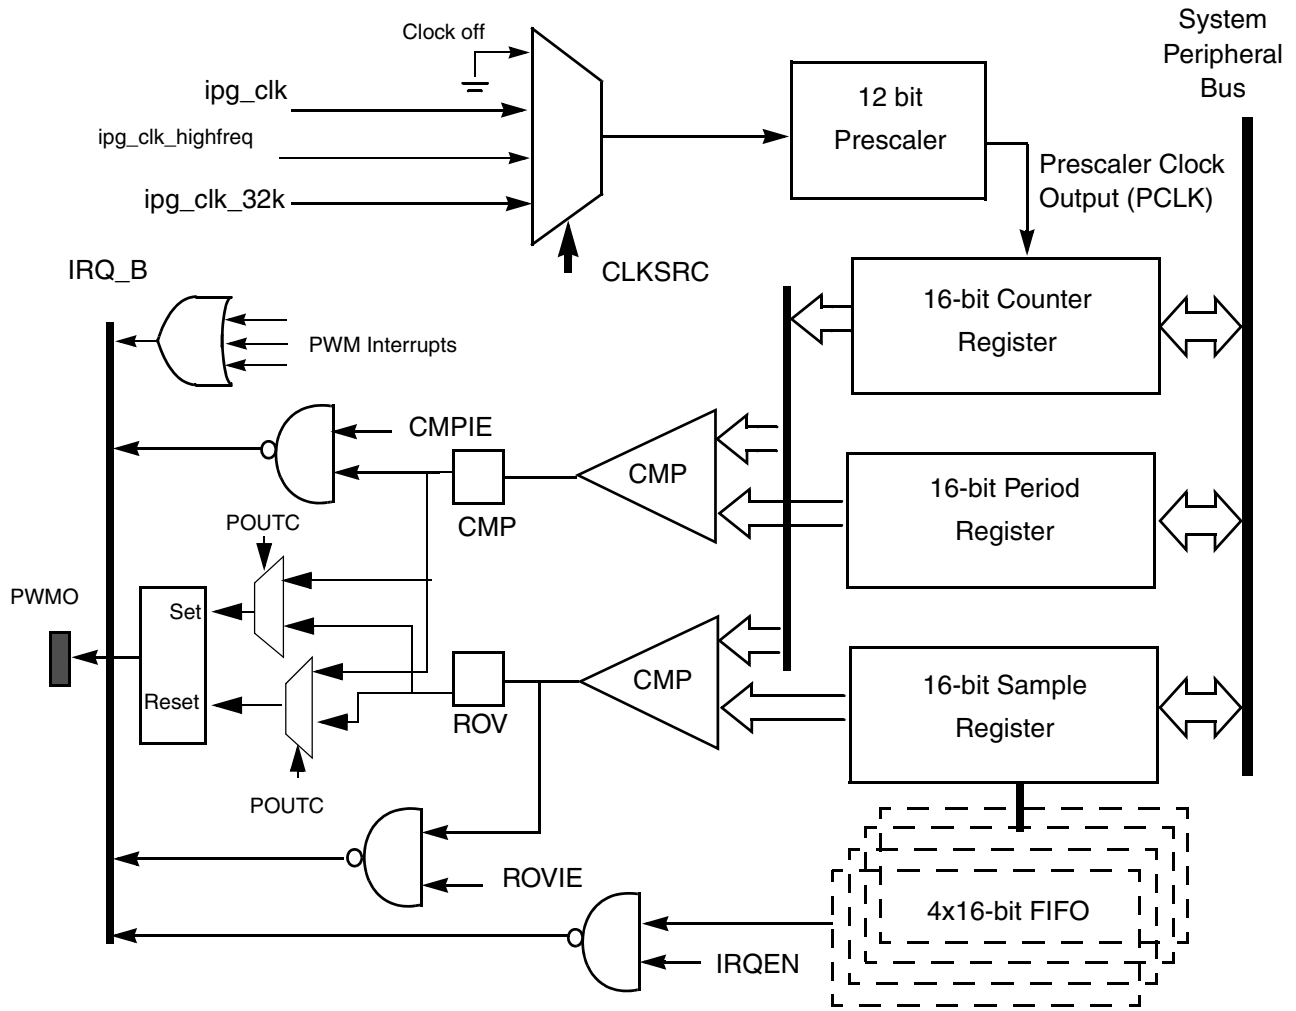 System
Peripheral
Bus
Clock off
ipg_clk
ipg_clk_highfreq
ipg_clk_32k
12 bit
Prescaler
Prescaler Clock
Output (PCLK)
CLKSRC
IRQ_B
PWM Interrupts
16-bit Counter
Register
CMPIE
CMP
CMP
16-bit Period
Register
POUTC
PWMO
Set
Reset
ROV
CMP
16-bit Sample
Register
POUTC
ROVIE
4x16-bit FIFO
IRQEN